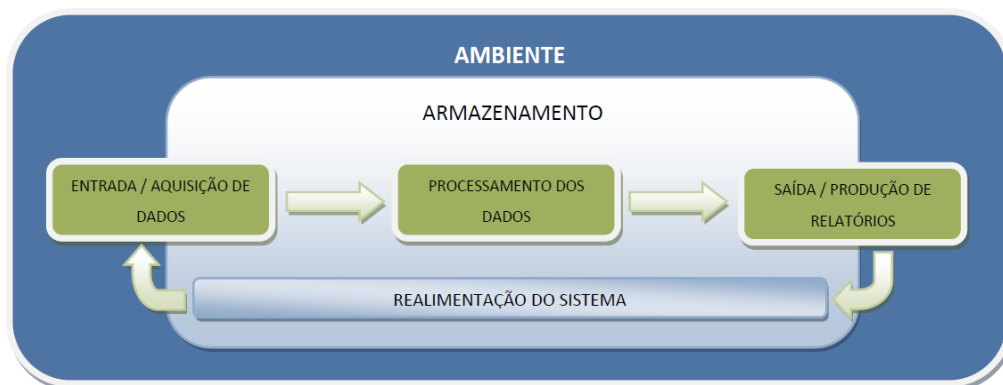 AMBIENTE
ARMAZENAMENTO
ENTRADA / AQUISIÇÃO DE
DADOS
PROCESSAMENTO DOS
DADOS
SAÍDA / PRODUÇÃO DE
RELATÓRIOS
REALIMENTAÇÃO DO SISTEMA